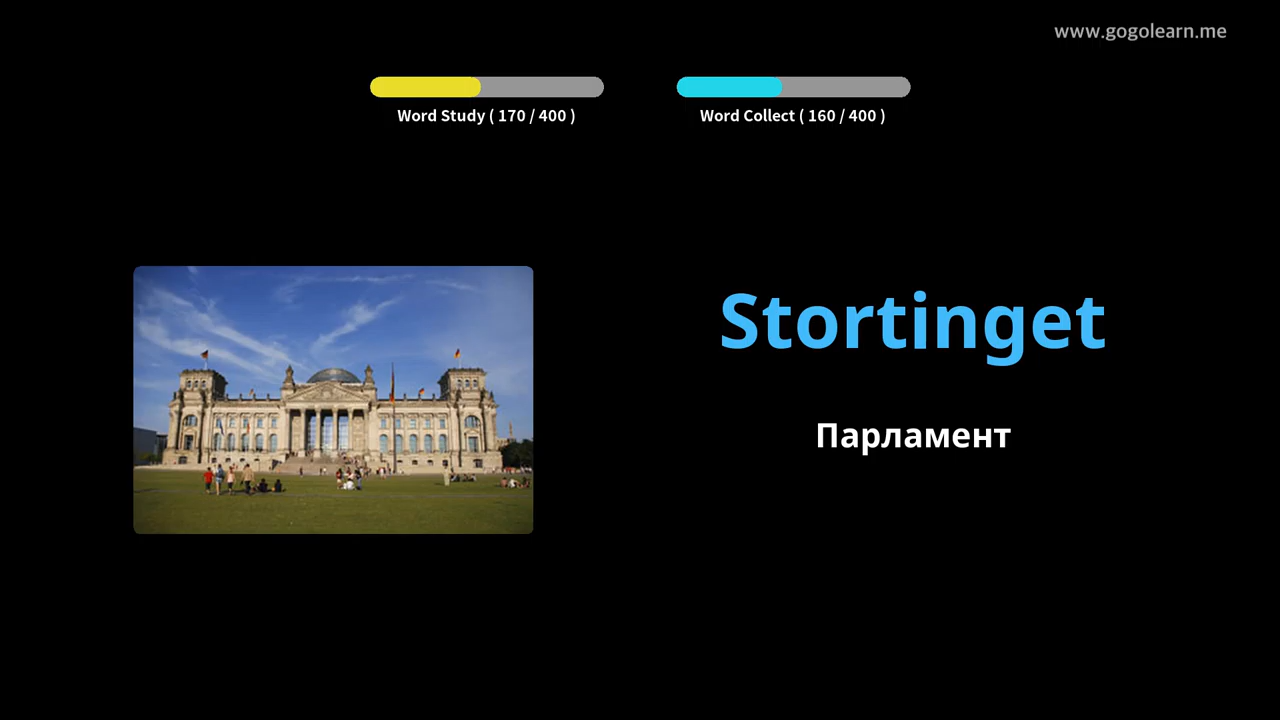 www.gogolearn.me
Word Study ( 170 / 400 )
Word Collect ( 160 / 400 )
Stortinget
Парламент